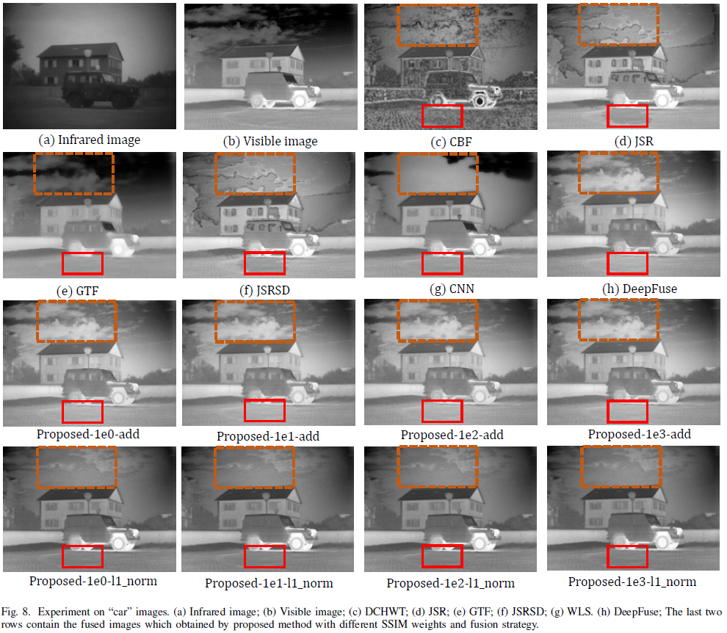 (a) Infrared image
(b) Visible image
(c) CBF
(d) JSR
(e) GTF
(f) JSRSD
(g) CNN
(h) DeepFuse
Proposed-1e0-add
Proposed-1e1-add
Proposed-1e2-add
Proposed-1e3-add
Proposed-1e0-l1_norm
Proposed-1e1-l1_norm
Proposed-1e2-l1_norm
Proposed-1e3-l1_norm
Fig. 8. Experiment on “car” images. (a) Infrared image; (b) Visible image; (c) DCHWT; (d) JSR; (e) GTF; (f) JSRSD; (g) WLS. (h) DeepFuse; The last two
rows contain the fused images which obtained by proposed method with different SSIM weights and fusion strategy.